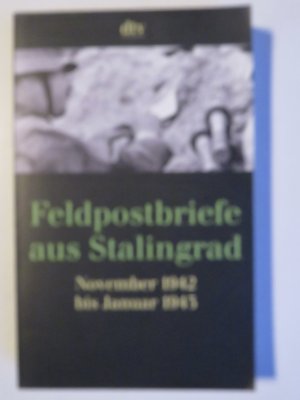 dtv
Feldpostbriefe
aus Stalingrad
November 1942
bis Januar 1943